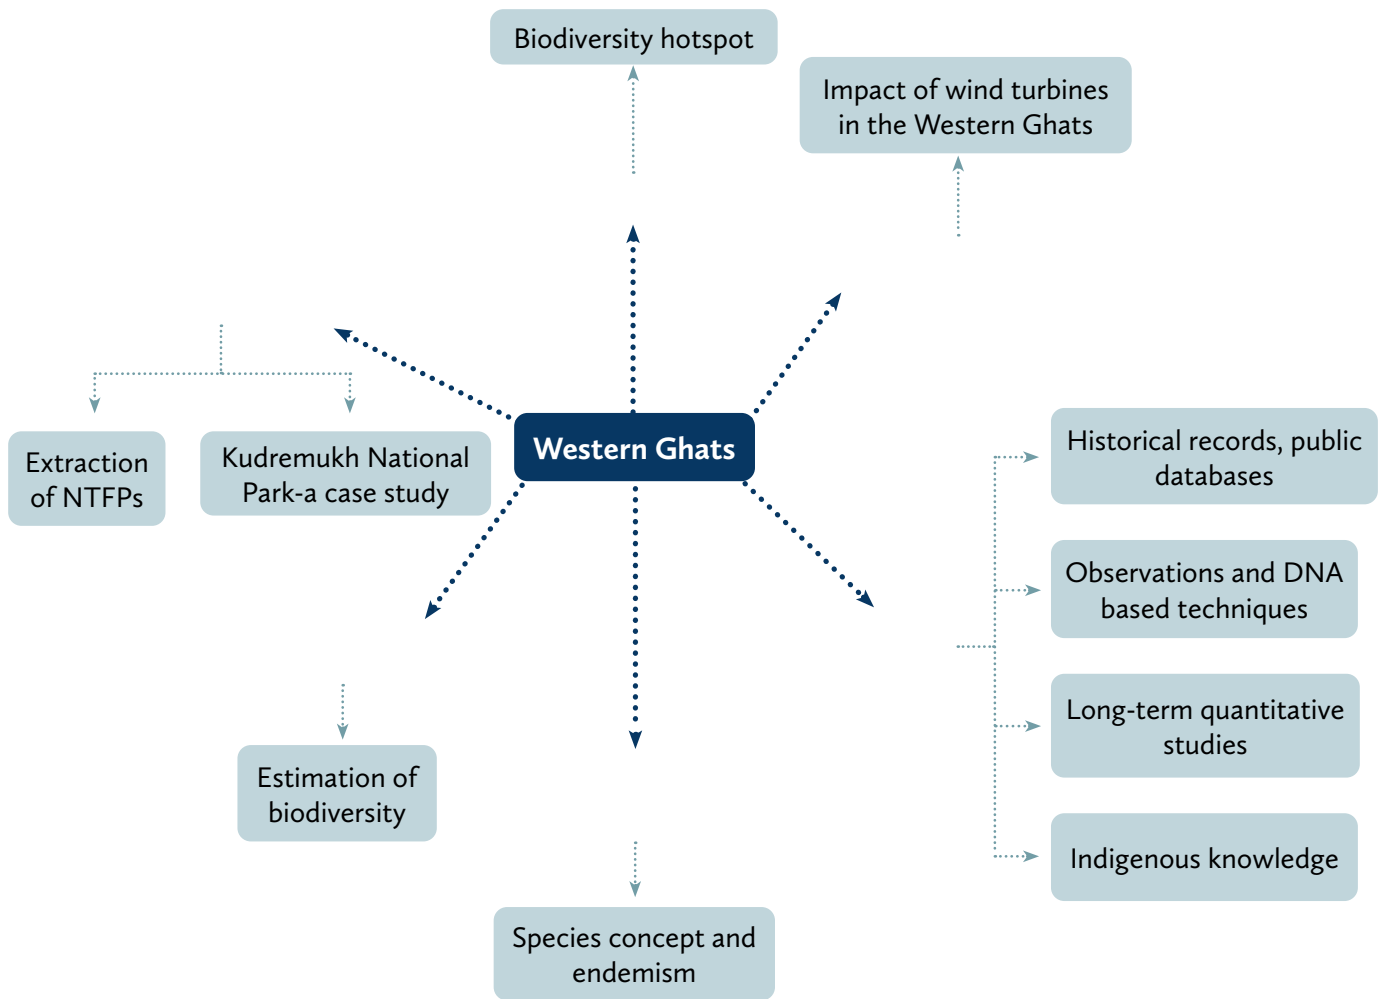 Biodiversity hotspot
Impact of wind turbines
in the Western Ghats
Western Ghats
Extraction
of NTFPs
Kudremukh National
Park-a case study
Historical records, public
databases
Observations and DNA
based techniques
Long-term quantitative
studies
Indigenous knowledge
Estimation of
biodiversity
Species concept and
endemism